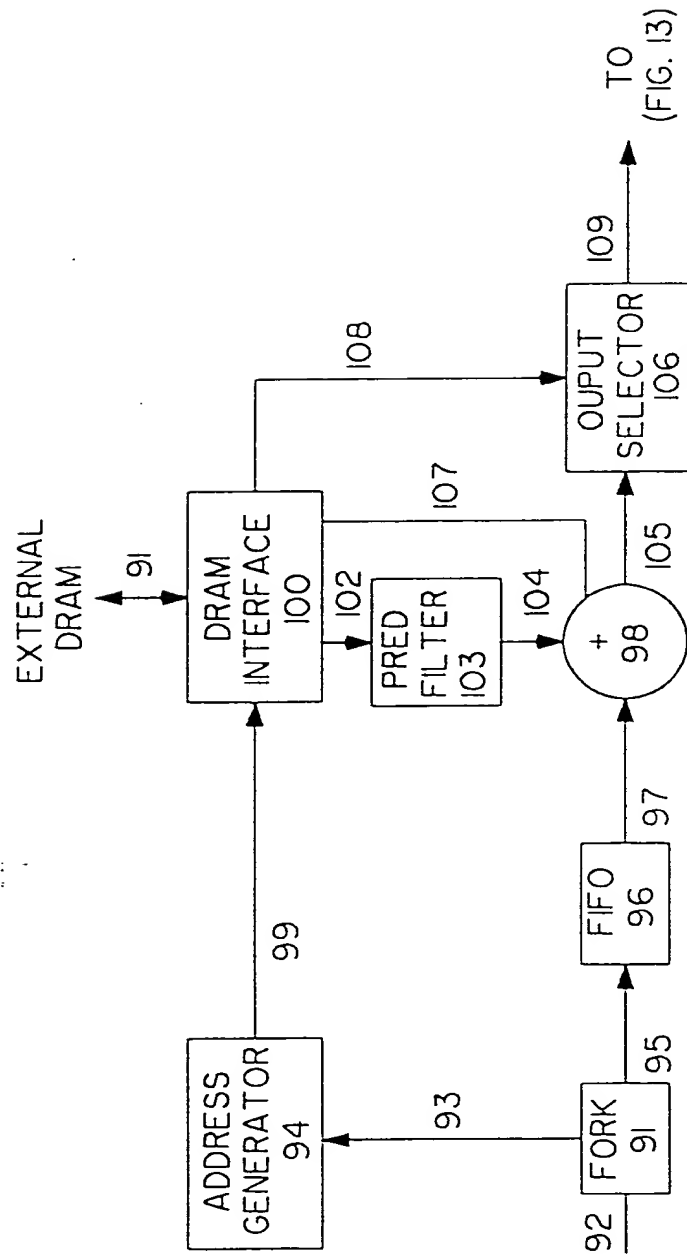 EXTERNAL
DRAM
91
ADDRESS
GENERATOR
94
99
DRAM
INTERFACE
100
108
102
107
PRED
FILTER
103
104
93
92
FORK
91
95
FIFO
96
97
+
98
105
OUPUT
SELECTOR
106
109
TO
(FIG. 13)